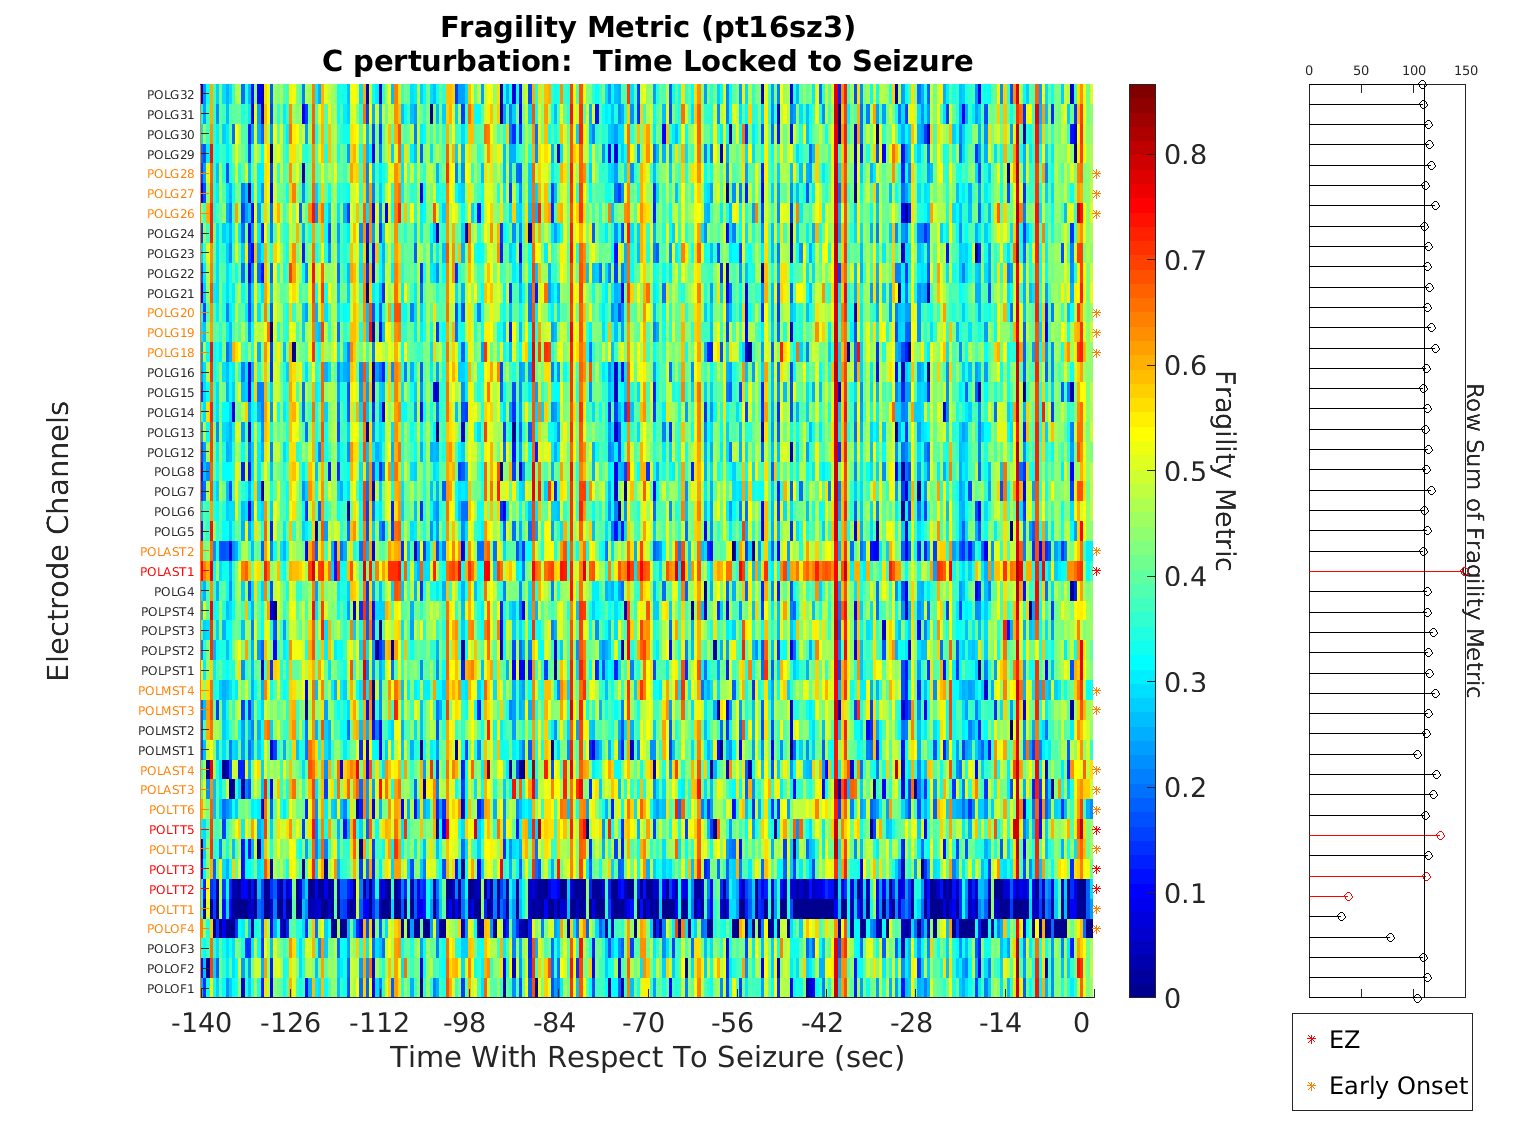 Fragility Metric (pt16sz3)
C perturbation:  Time Locked to Seizure
Electrode Channels
POLG32
POLG31
POLG30
POLG29
POLG28
POLG27
POLG26
POLG24
POLG23
POLG22
POLG21
POLG20
POLG19
POLG18
POLG16
POLG15
POLG14
POLG13
POLG12
POLG8
POLG7
POLG6
POLG5
POLAST2
POLAST1
POLG4
POLPST4
POLPST3
POLPST2
POLPST1
POLMST4
POLMST3
POLMST2
POLMST1
POLAST4
POLAST3
POLTT6
POLTT5
POLTT4
POLTT3
POLTT2
POLTT1
POLOF4
POLOF3
POLOF2
POLOF1
-140 -126 -112 -98 -84 -70 -56 -42 -28 -14 0
Time With Respect To Seizure (sec)
0.8
0.7
0.6
0.5
0.4
0.3
0.2
0.1
0
Fragility Metric
0 50 100 150
Row Sum of Fragility Metric
EZ
Early Onset